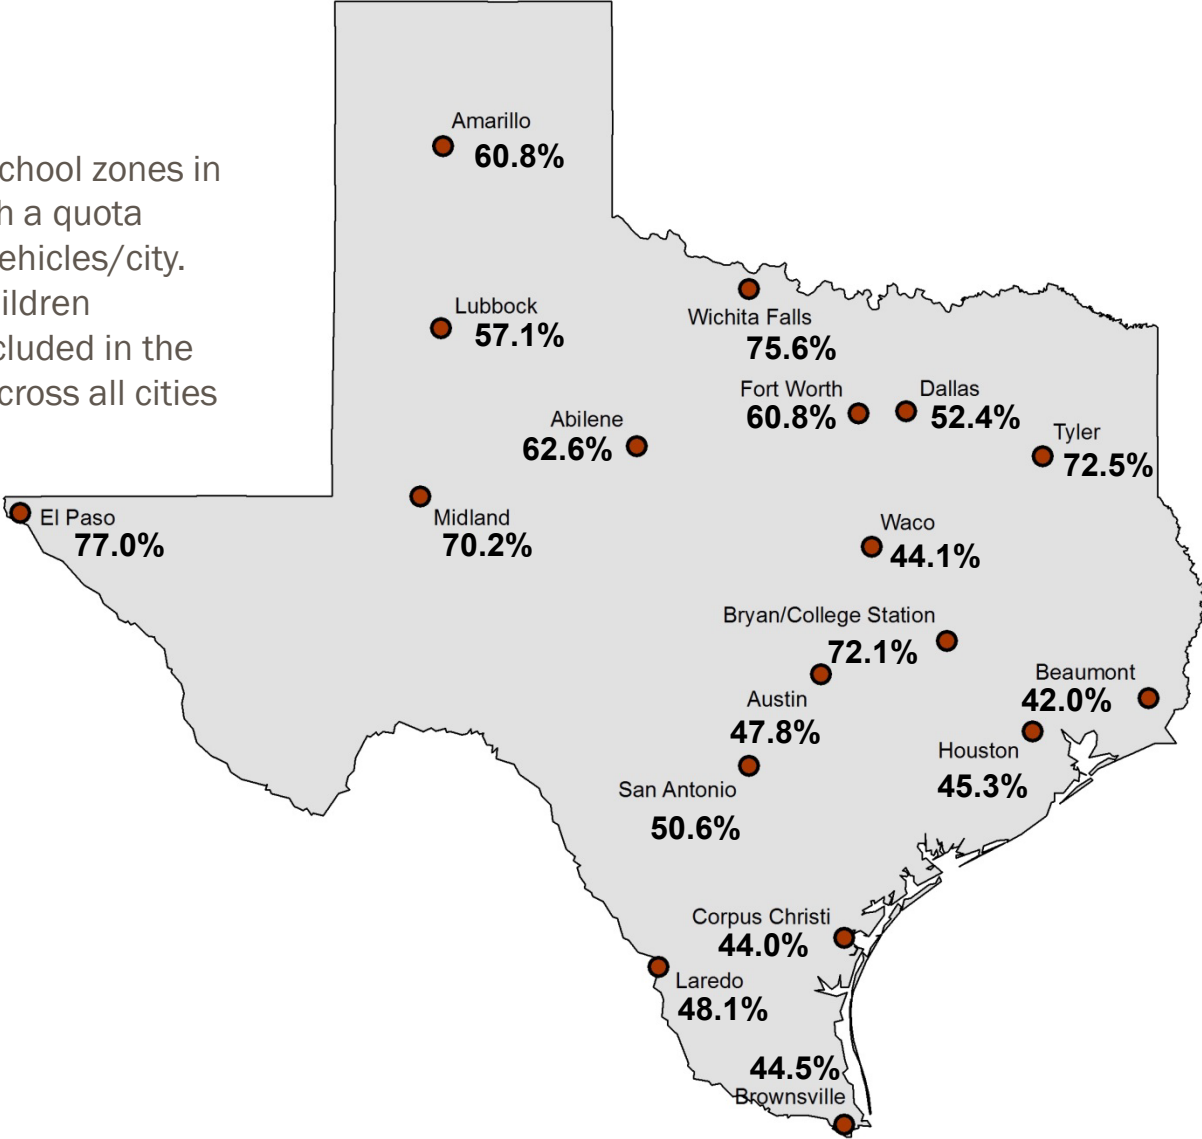 chool zones in
h a quota
ehicles/city.
ildren
cluded in the
cross all cities
Amarillo
60.8%
Lubbock
57.1%
Wichita Falls
75.6%
Fort Worth
60.8%
Dallas
52.4%
Abilene
62.6%
Tyler
72.5%
El Paso
77.0%
Midland
70.2%
Waco
44.1%
Bryan/College Station
72.1%
Austin
47.8%
Beaumont
42.0%
Houston
45.3%
San Antonio
50.6%
Corpus Christi
44.0%
Laredo
48.1%
44.5%
Brownsville